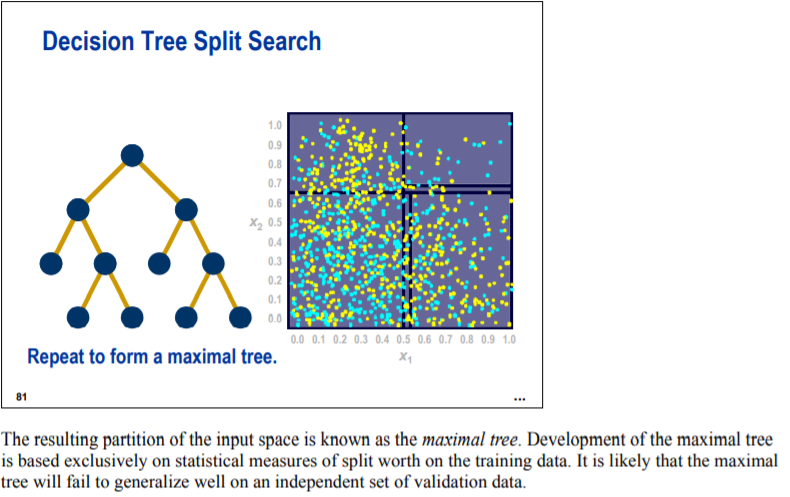 Decision Tree Split Search
1.0
0.9
0.8
0.7
0.6
x2 0.5
0.4
0.3
0.2
0.1
0.0
0.0 0.1 0.2 0.3 0.4 0.5 0.6 0.7 0.8 0.9 1.0
x1
Repeat to form a maximal tree.
81
...
The resulting partition of the input space is known as the maximal tree. Development of the maximal tree
is based exclusively on statistical measures of split worth on the training data. It is likely that the maximal
tree will fail to generalize well on an independent set of validation data.